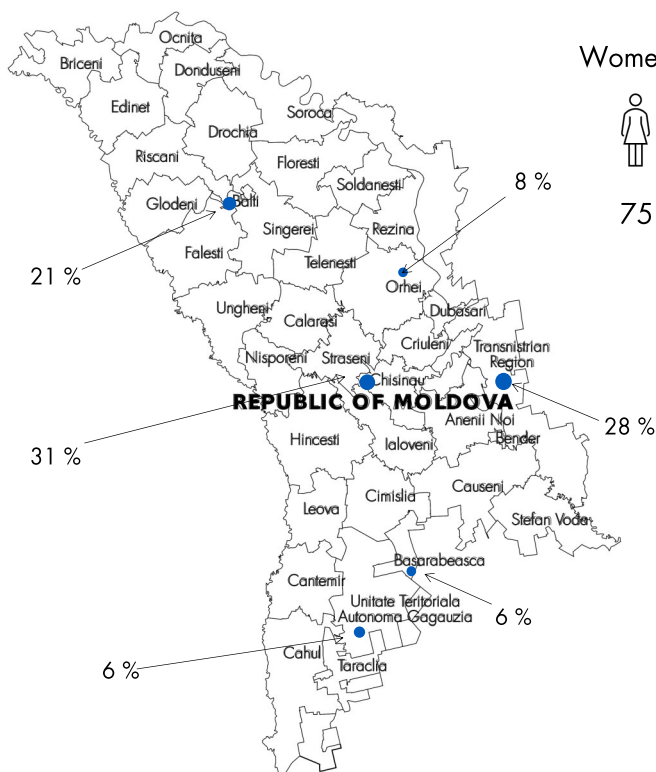 Ocnita
Briceni
Donduseni
Edinet
Soroca
Drochia
Riscani
Floresti
Soldanesti
8 %
Glodeni
Balti
75
Singerei
Rezina
Falesti
Telenesti
21 %
Orhei
Ungheni
Dubasari
Calarasi
Criuleni
Transnistrian
Region
Nisporeni
Straseni
Chisinau
REPUBLIC OF MOLDOVA
Anenii Noi
28 %
Hincesti
Ialoveni
Bender
31 %
Causeni
Cimislia
Leova
Stefan Voda
Basarabeasca
Cantemir
Unitate Teritoriala
Autonoma Gagauzia
6 %
Cahul
Taraclia
6 %